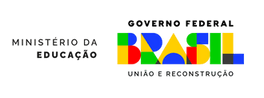 MINISTÉRIO DA
EDUCAÇÃO
GOVERNO FEDERAL
BRASIL
UNIÃO E RECONSTRUÇÃO